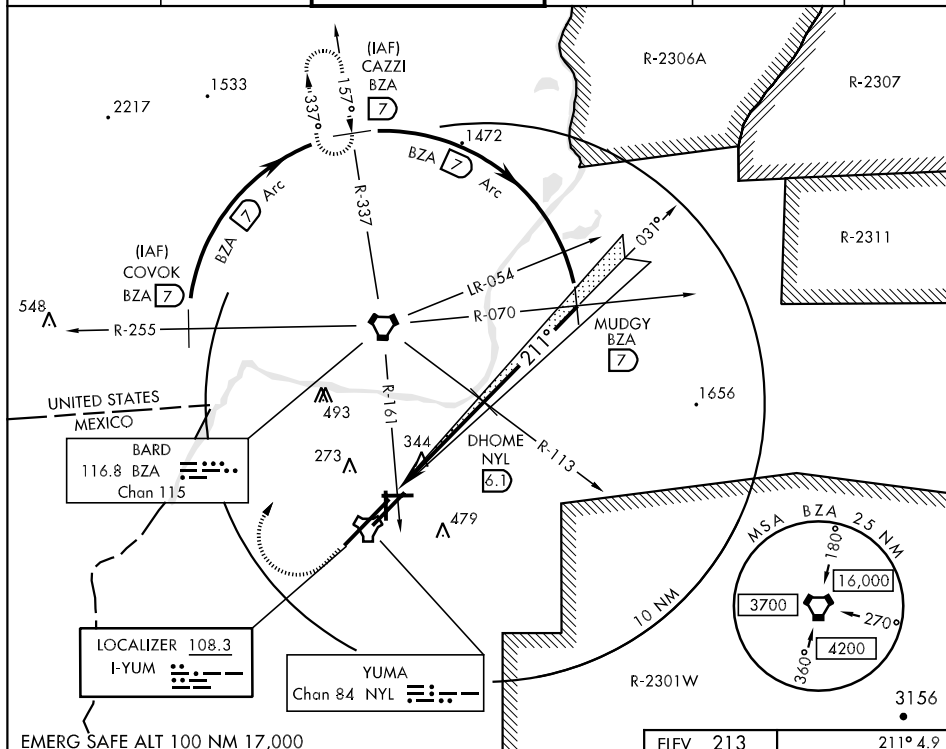 (IAF)
CAZZI
BZA
7
R-2306A
R-2307
1533
2217
337°
157°
1472
BZA 7 Arc
BZA 7 Arc
R-337
R-2311
031°
(IAF)
COVOK
BZA 7
LR-054
548
R-255
R-070
MUDGY
BZA
7
211°
UNITED STATES
MEXICO
493
R-161
1656
BARD
116.8 BZA
Chan 115
273
344
DHOME
NYL
6.1
R-113
479
MSA BZA 25 NM
180°
16,000
3700
270°
4200
360°
10 NM
LOCALIZER 108.3
I-YUM
YUMA
Chan 84 NYL
R-2301W
3156
EMERG SAFE ALT 100 NM 17,000
ELEV 213
211° 4.9